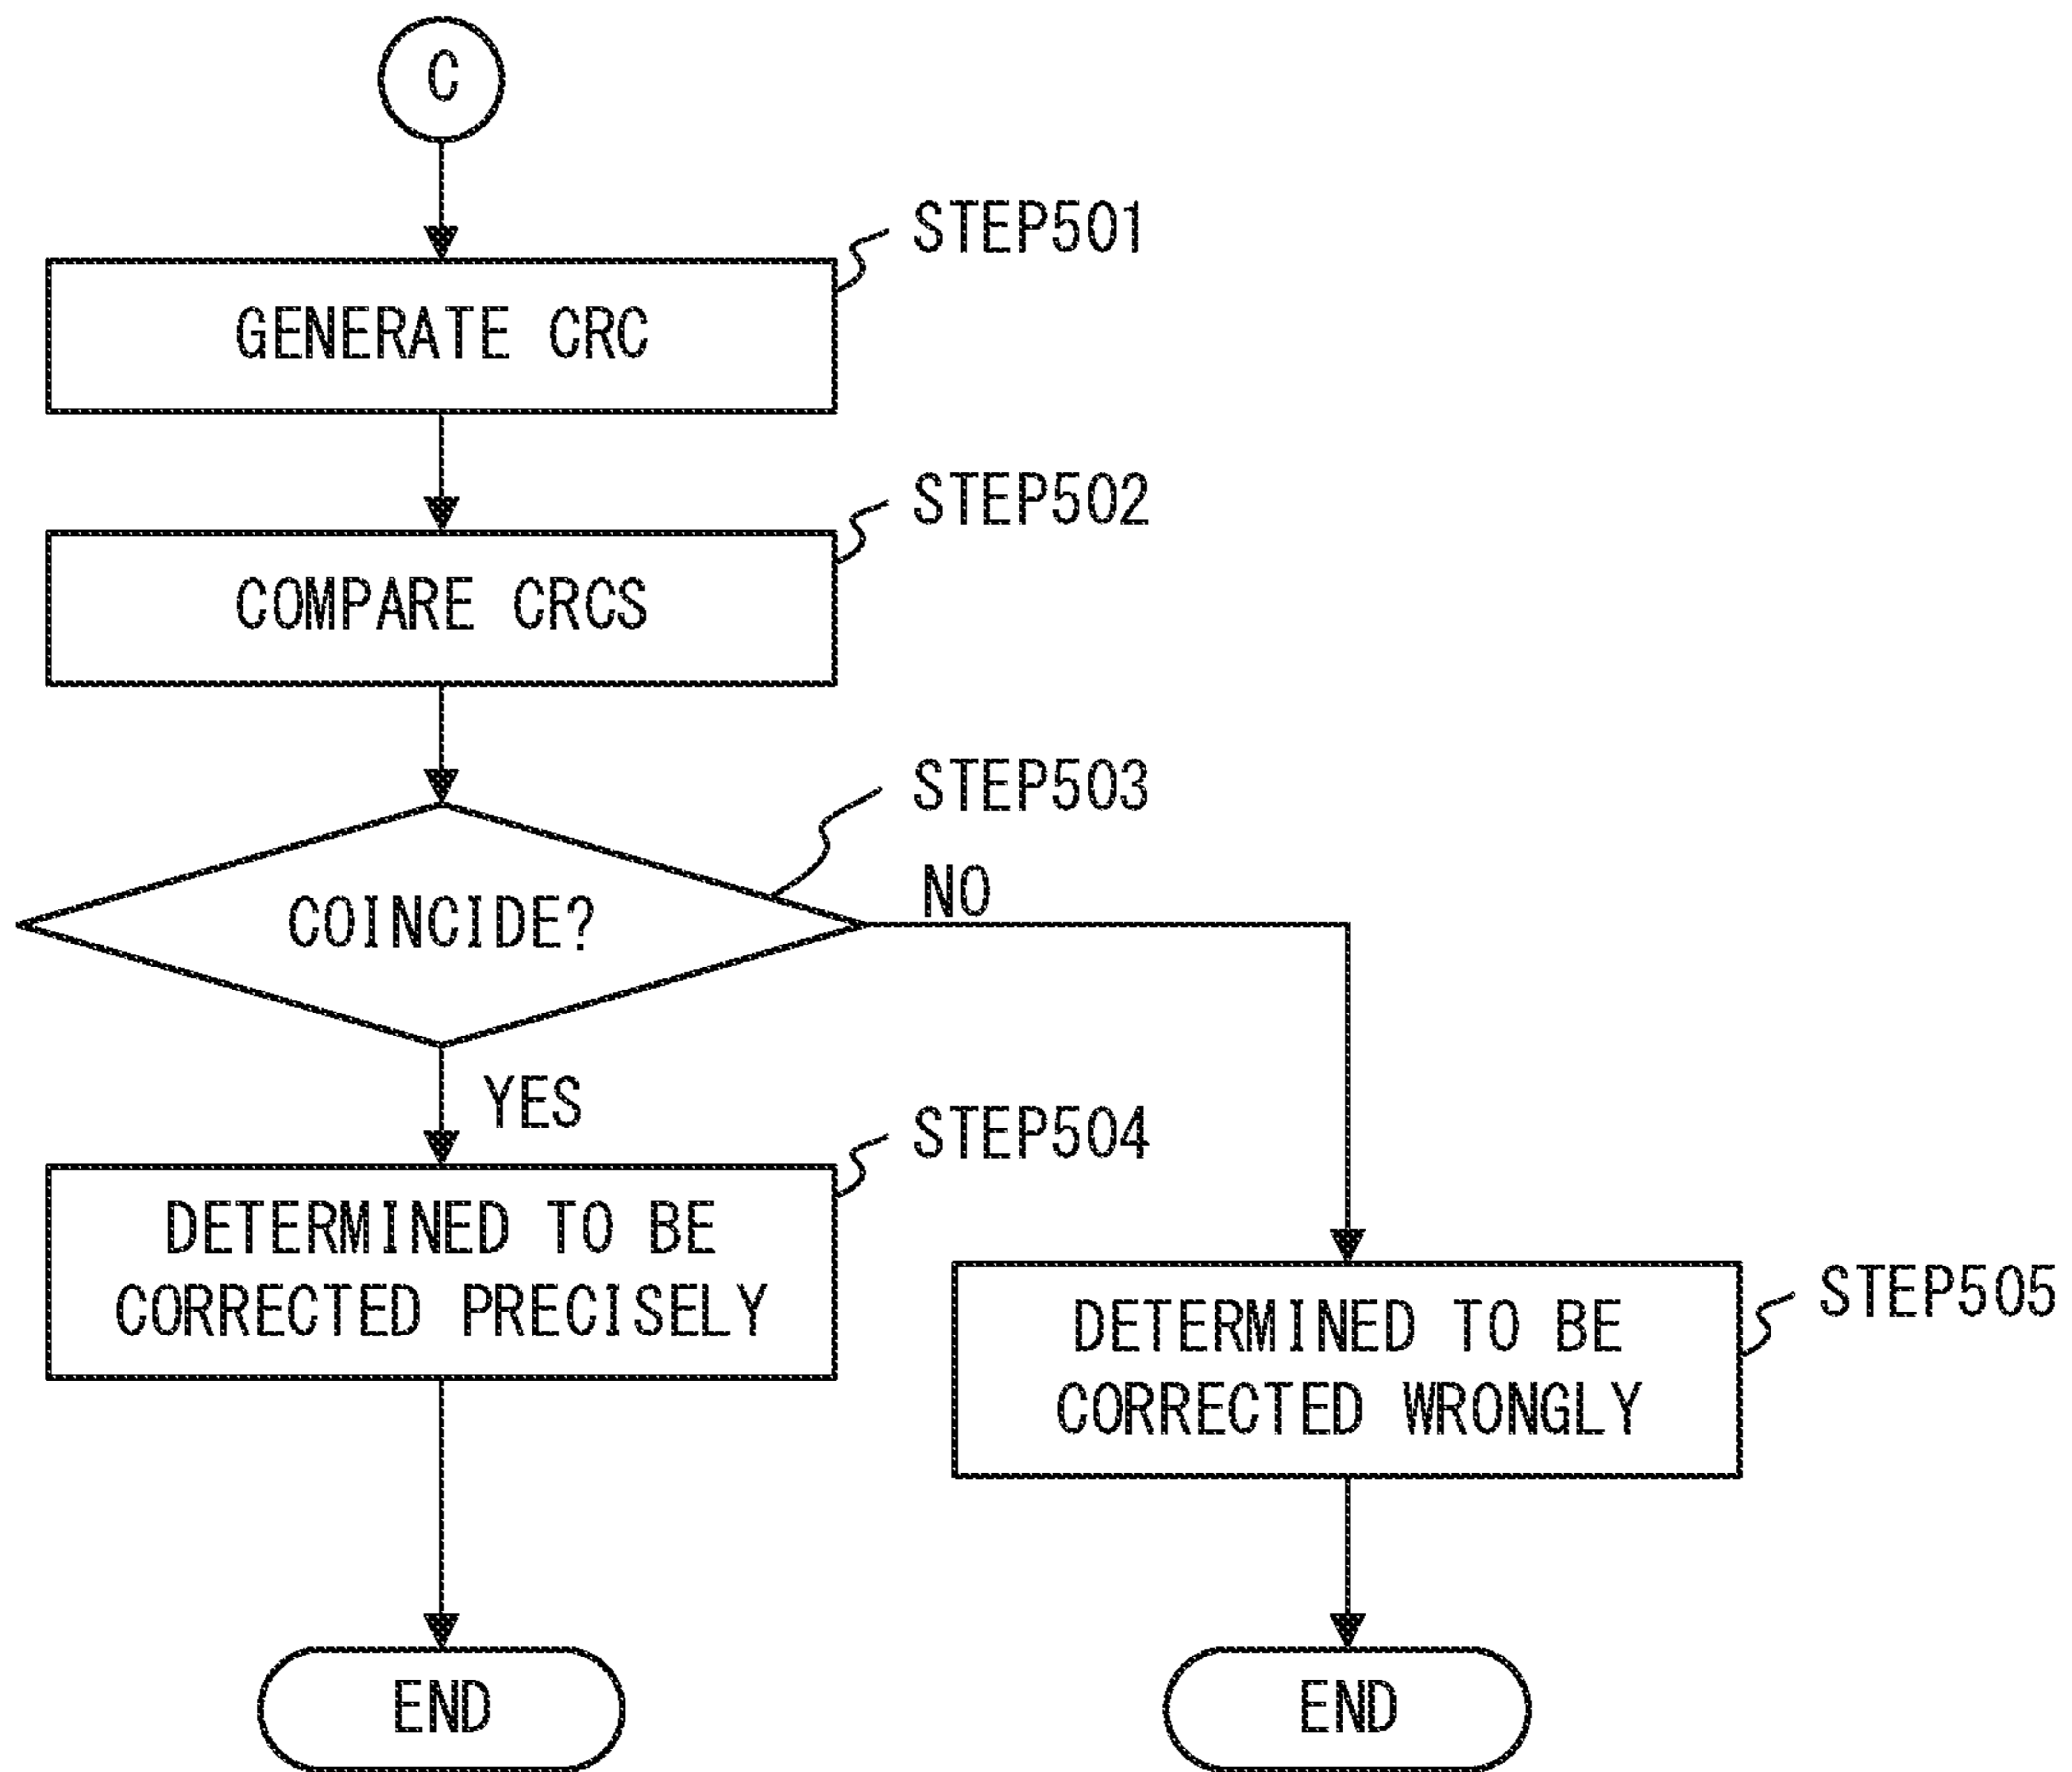 C
STEP501
GENERATE CRC
STEP502
COMPARE CRCS
STEP503
COINCIDE?
NO
YES
STEP504
DETERMINED TO BE
CORRECTED PRECISELY
STEP505
DETERMINED TO BE
CORRECTED WRONGLY
END
END